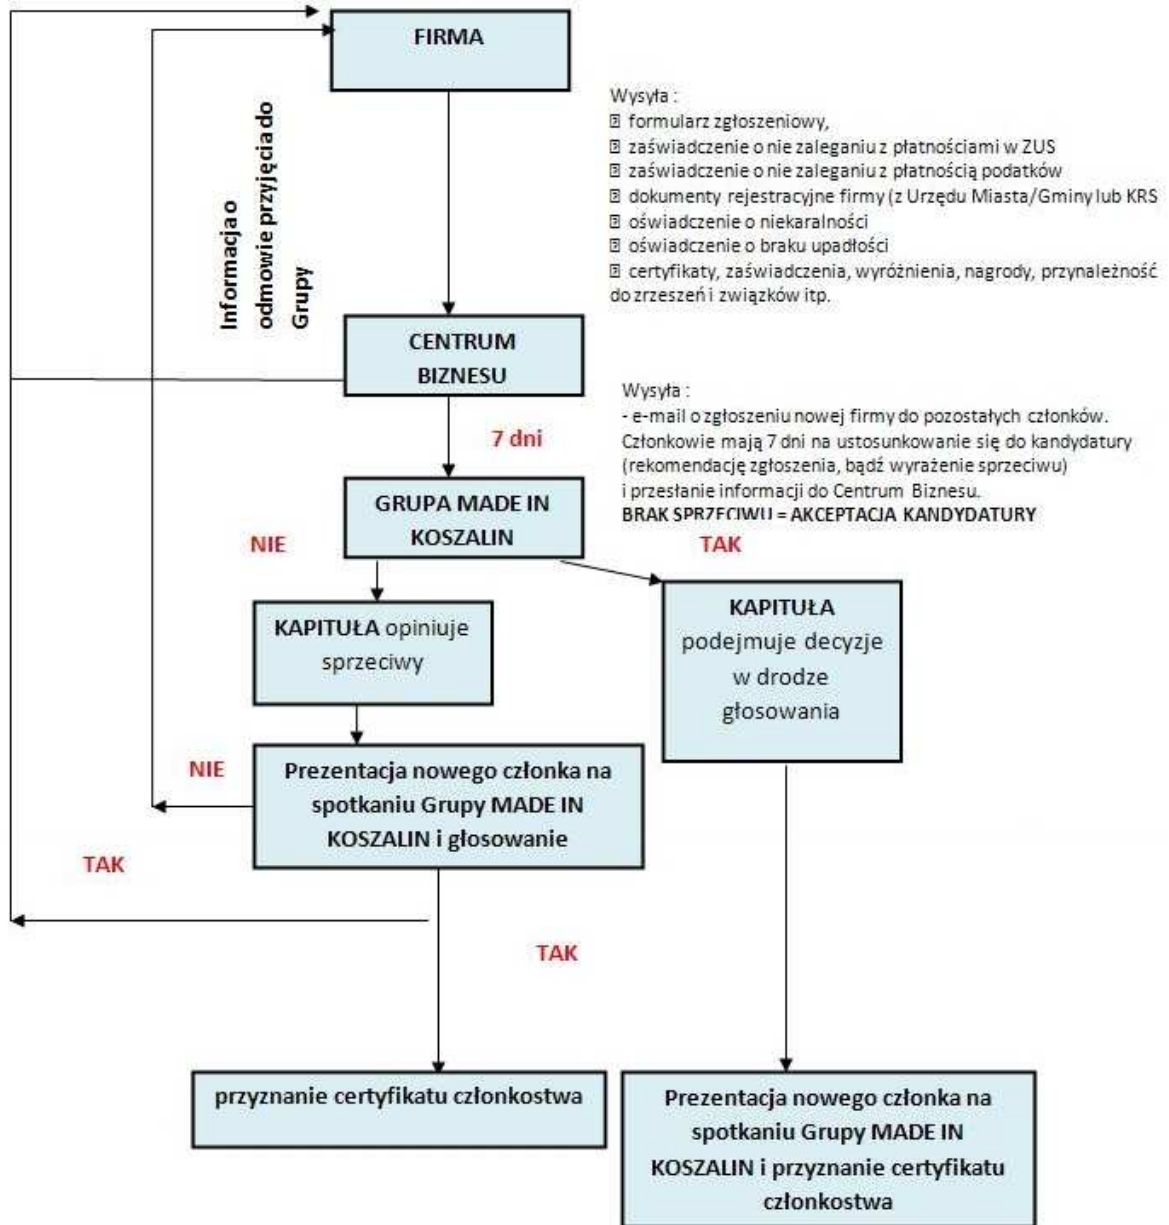 FIRMA
Wysyła :
⍰ formularz zgłoszeniowy,
⍰ zaświadczenie o nie zaleganiu z płatnościami w ZUS
⍰ zaświadczenie o nie zaleganiu z płatnością podatków
⍰ dokumenty rejestracyjne firmy (z Urzędu Miasta/Gminy lub KRS
⍰ oświadczenie o niekaralności
⍰ oświadczenie o braku upadłości
⍰ certyfikaty, zaświadczenia, wyróżnienia, nagrody, przynależność
do zrzeszeń i związków itp.
Informacja o
odmowie przyjęcia do
Grupy
CENTRUM
BIZNESU
7 dni
Wysyła :
- e-mail o zgłoszeniu nowej firmy do pozostałych członków.
Członkowie mają 7 dni na ustosunkowanie się do kandydatury
(rekomendację zgłoszenia, bądź wyrażenie sprzeciwu)
i przesłanie informacji do Centrum Biznesu.
BRAK SPRZECIWU = AKCEPTACJA KANDYDATURY
GRUPA MADE IN
KOSZALIN
NIE
TAK
KAPITUŁA opiniuje
sprzeciwy
KAPITUŁA
podejmuje decyzje
w drodze
głosowania
NIE
Prezentacja nowego członka na
spotkaniu Grupy MADE IN
KOSZALIN i głosowanie
TAK
TAK
przyznanie certyfikatu członkostwa
Prezentacja nowego członka na
spotkaniu Grupy MADE IN
KOSZALIN i przyznanie certyfikatu
członkostwa